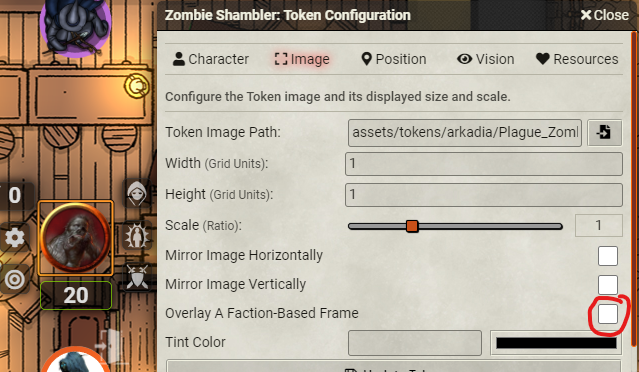 Zombie Shambler: Token Configuration
Close
Character
Image
Position
Vision
Resources
Configure the Token image and its displayed size and scale.
Token Image Path:
assets/tokens/arkadia/Plague_Zoml
Width (Grid Units):
1
Height (Grid Units):
1
Scale (Ratio):
1
Mirror Image Horizontally
Mirror Image Vertically
Overlay A Faction-Based Frame
Tint Color
0
20